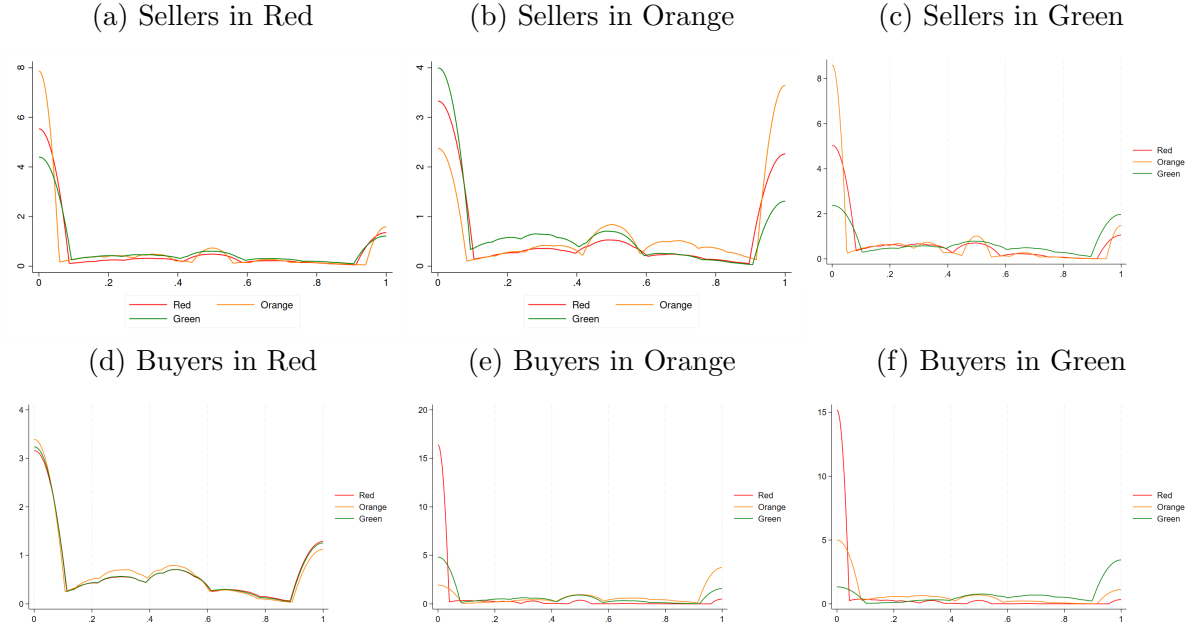 (a) Sellers in Red
(b) Sellers in Orange
(c) Sellers in Green
8
6
4
2
0
0 .2 .4 .6 .8 1
Red Orange
Green
4
3
2
1
0
0 .2 .4 .6 .8 1
Red Orange
Green
8
6
4
2
0
0 .2 .4 .6 .8 1
Red
Orange
Green
(d) Buyers in Red
(e) Buyers in Orange
(f) Buyers in Green
4
3
2
1
0
0 .2 .4 .6 .8 1
Red
Orange
Green
20
15
10
5
0
0 .2 .4 .6 .8 1
Red
Orange
Green
15
10
5
0
0 .2 .4 .6 .8 1
Red
Orange
Green